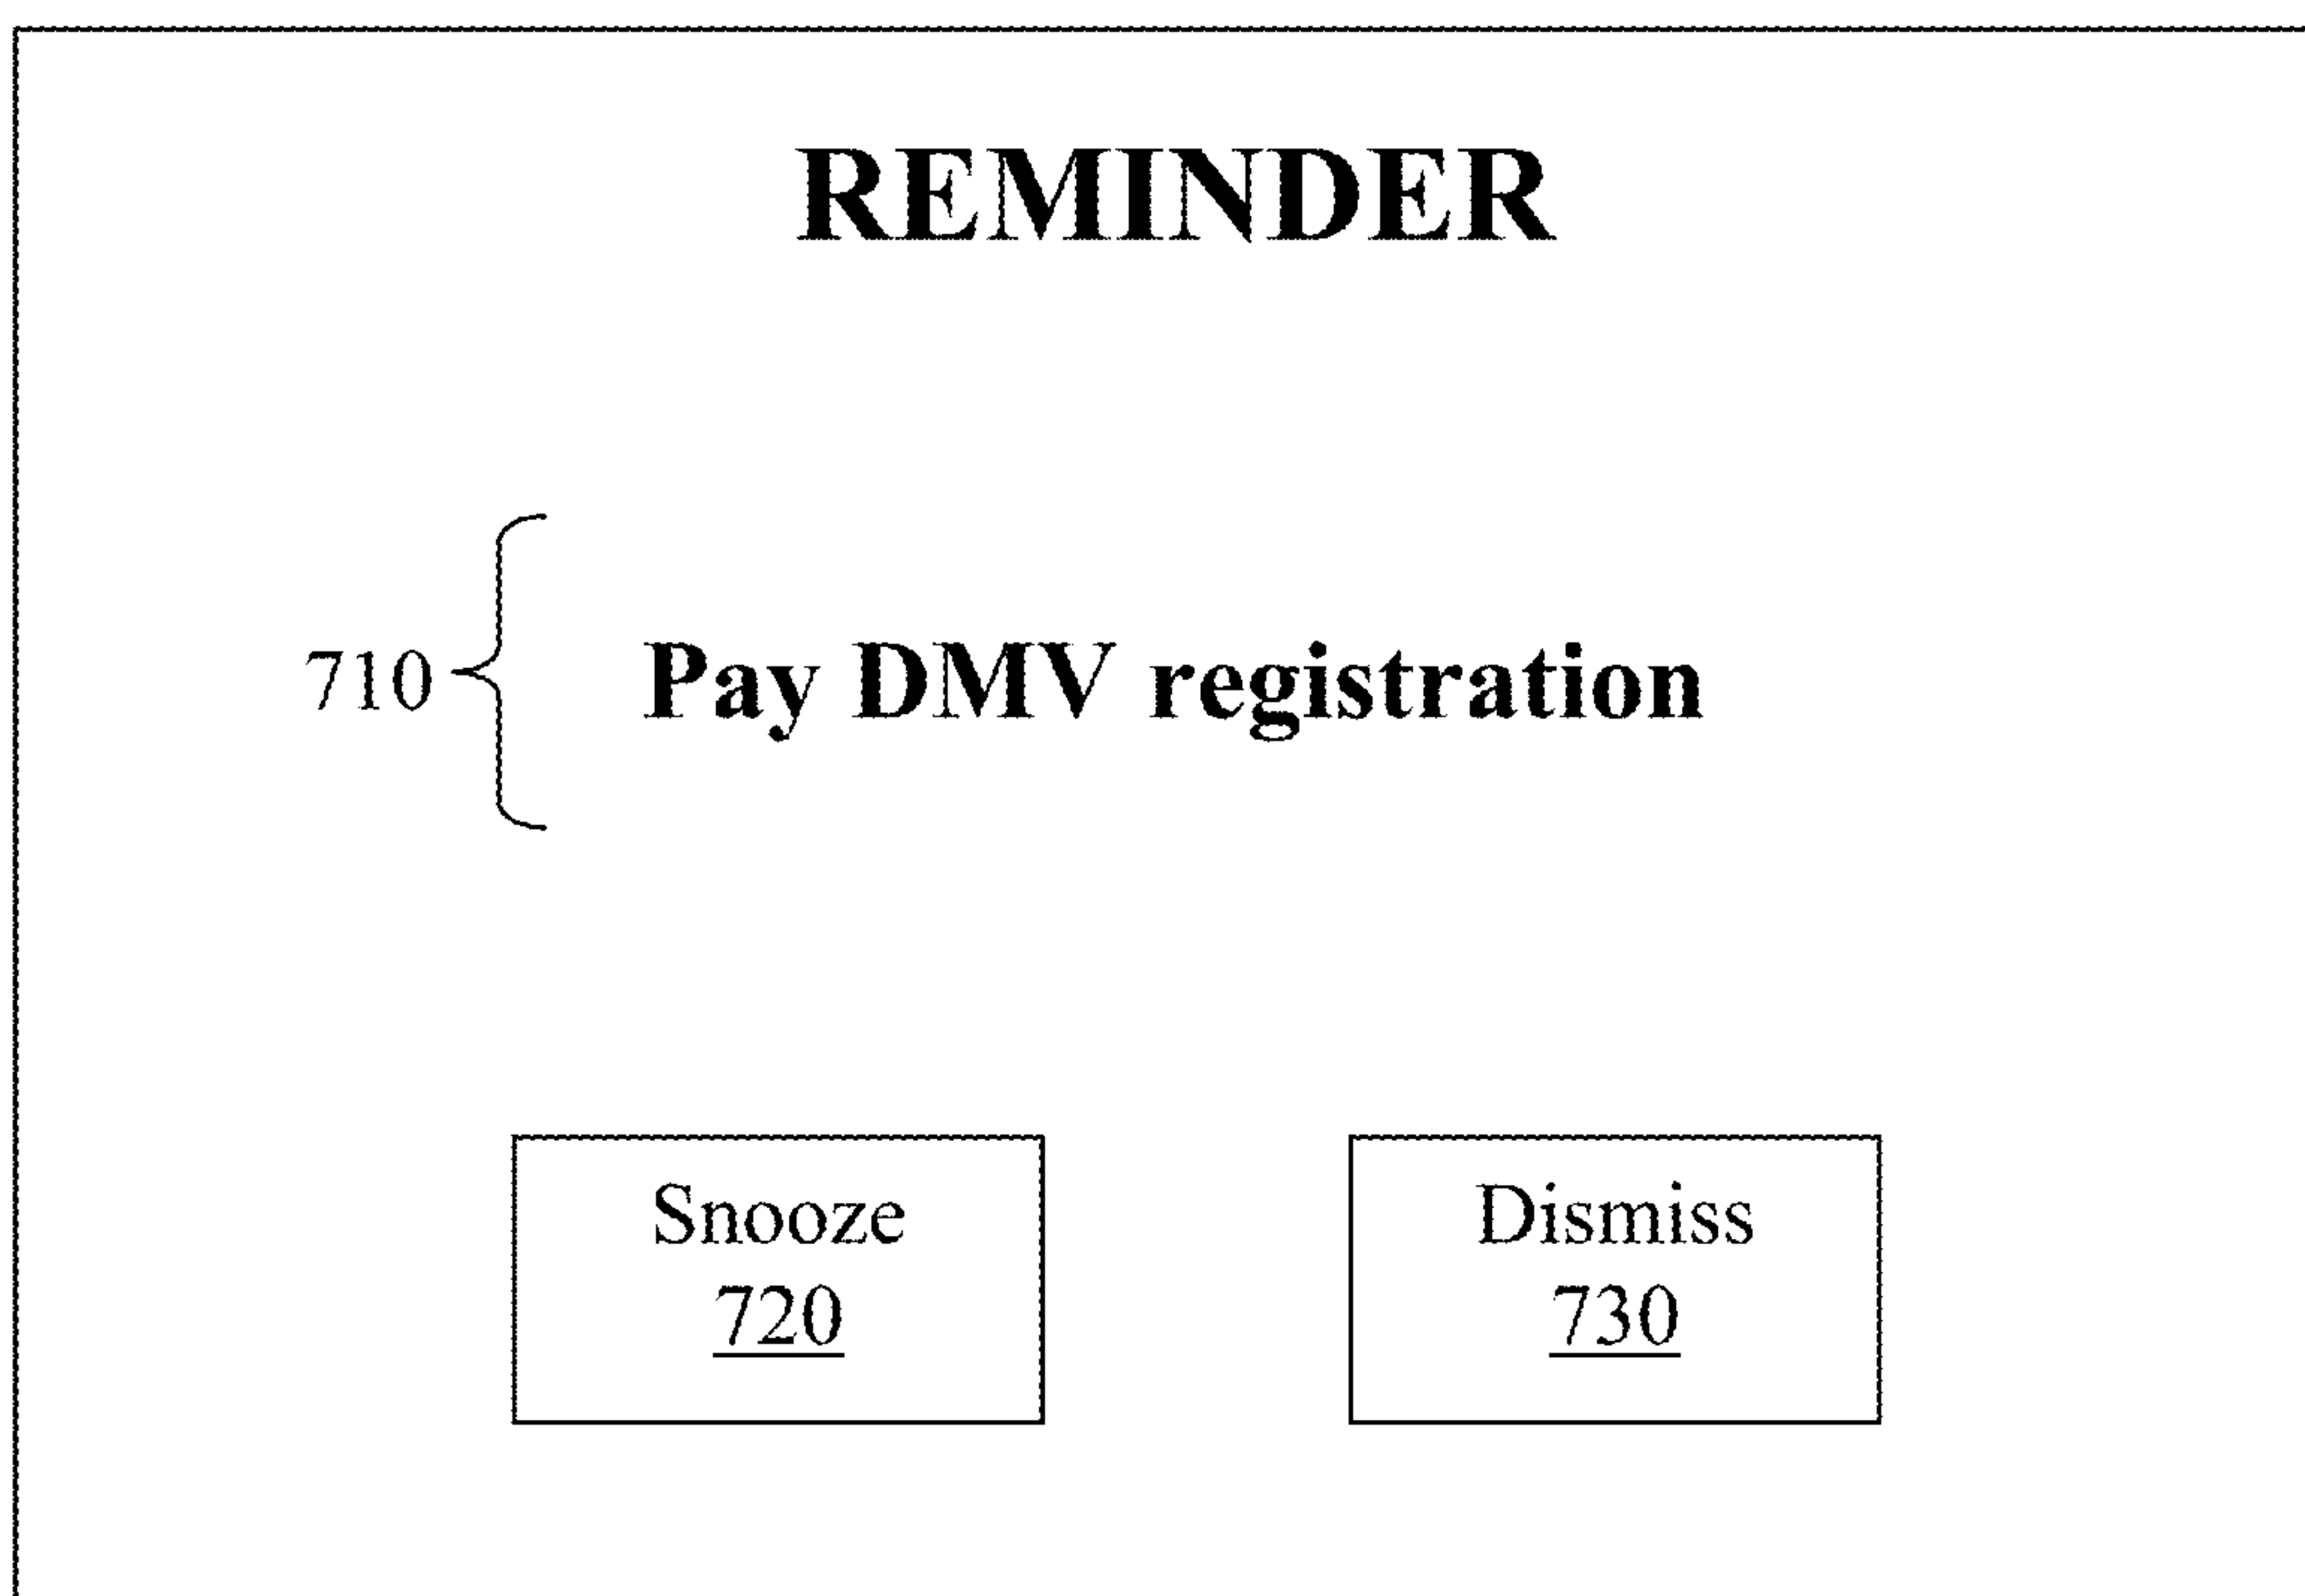 REMINDER
710 Pay DMV registration
Snooze
720
Dismiss
730